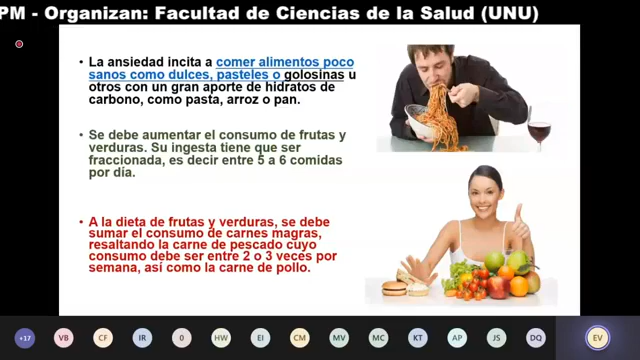 PM - Organizan: Facultad de Ciencias de la Salud (UNU)
• La ansiedad incita a comer alimentos poco
sanos como dulces, pasteles o golosinas u
otros con un gran aporte de hidratos de
carbono, como pasta, arroz o pan.
• Se debe aumentar el consumo de frutas y
verduras. Su ingesta tiene que ser
fraccionada, es decir entre 5 a 6 comidas
por día.
• A la dieta de frutas y verduras, se debe
sumar el consumo de carnes magras,
resaltando la carne de pescado cuyo
consumo debe ser entre 2 o 3 veces por
semana, así como la carne de pollo.
+17 VB CF IR 0 HW EI CM MV MC KT AP JS DQ EV